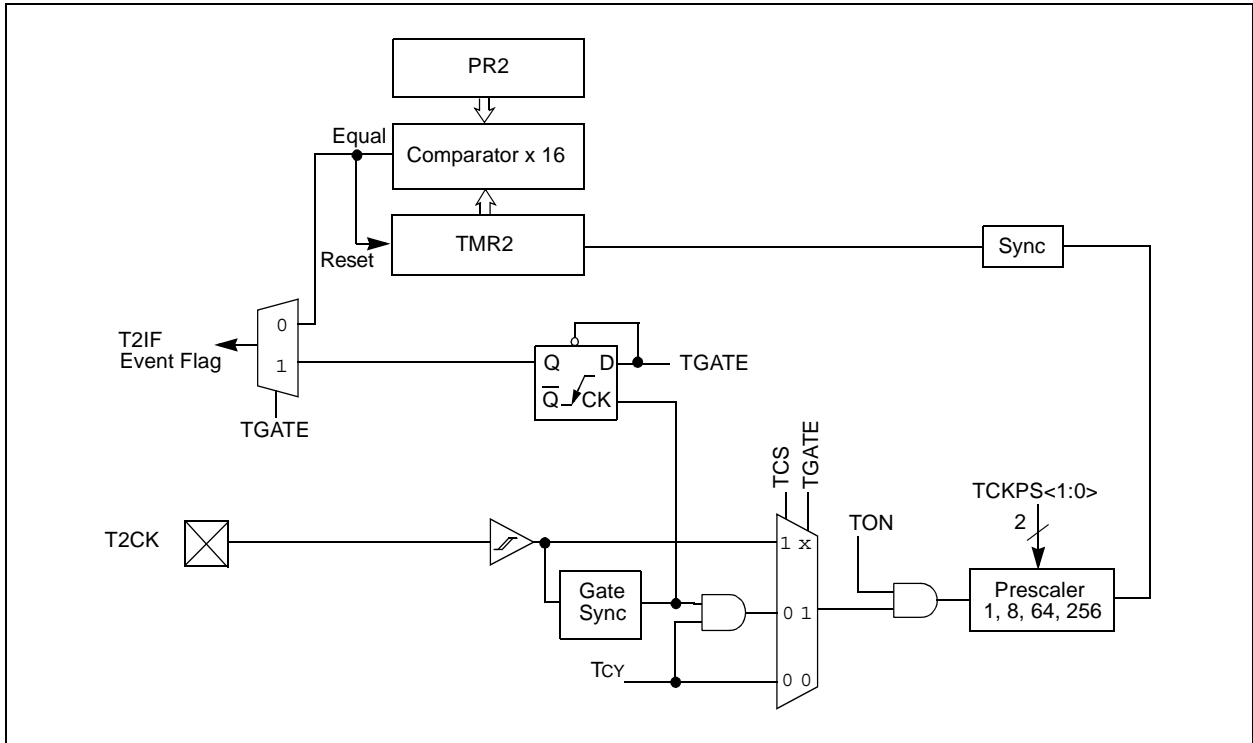 PR2
Equal
Comparator x 16
TMR2
Reset
Sync
0
T2IF
Event Flag
1
Q
D
TGATE
Q
CK
TGATE
TCS
TGATE
TCKPS<1:0>
TON
2
T2CK
1 x
Gate
Sync
0 1
Prescaler
1, 8, 64, 256
TCY
0 0